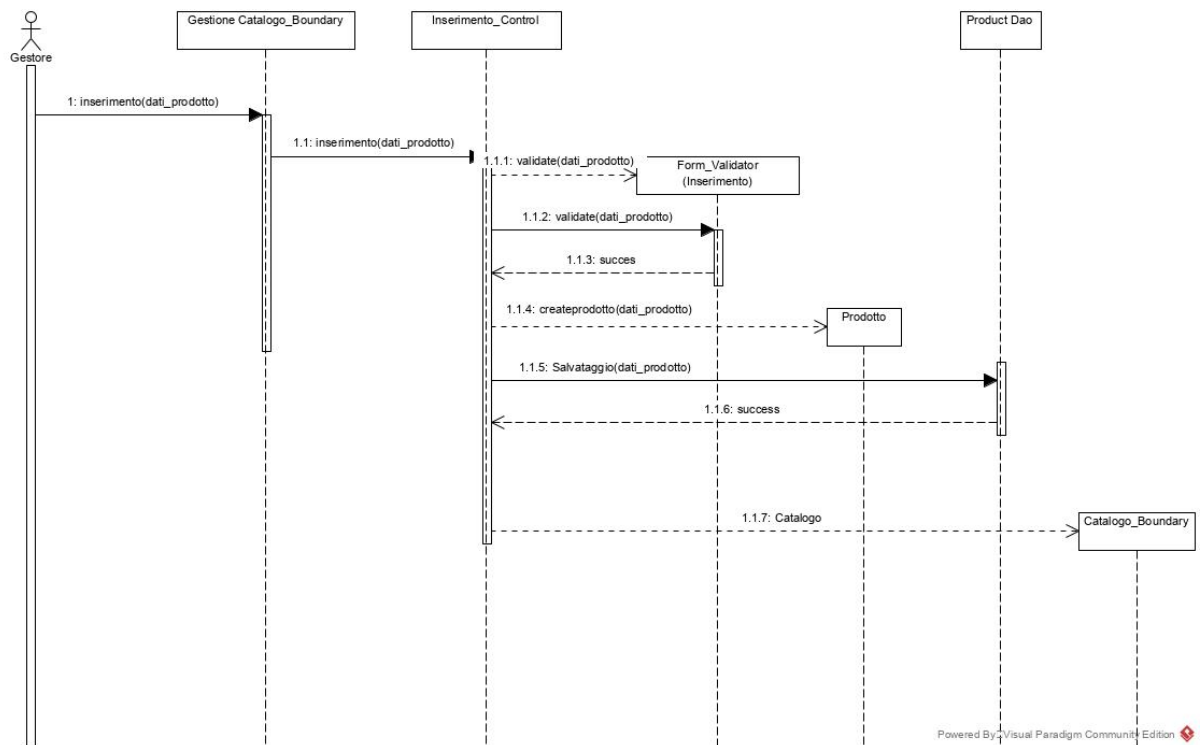 Gestione Catalogo_Boundary
Inserimento_Control
Product Dao
Gestore
1: inserimento(dati_prodotto)
1.1: inserimento(dati_prodotto)
1.1.1: validate(dati_prodotto)
Form_Validator
(Inserimento)
1.1.2: validate(dati_prodotto)
1.1.3: succes
1.1.4: createprodotto(dati_prodotto)
Prodotto
1.1.5: Salvataggio(dati_prodotto)
1.1.6: success
1.1.7: Catalogo
Catalogo_Boundary
Powered By Visual Paradigm Community Edition